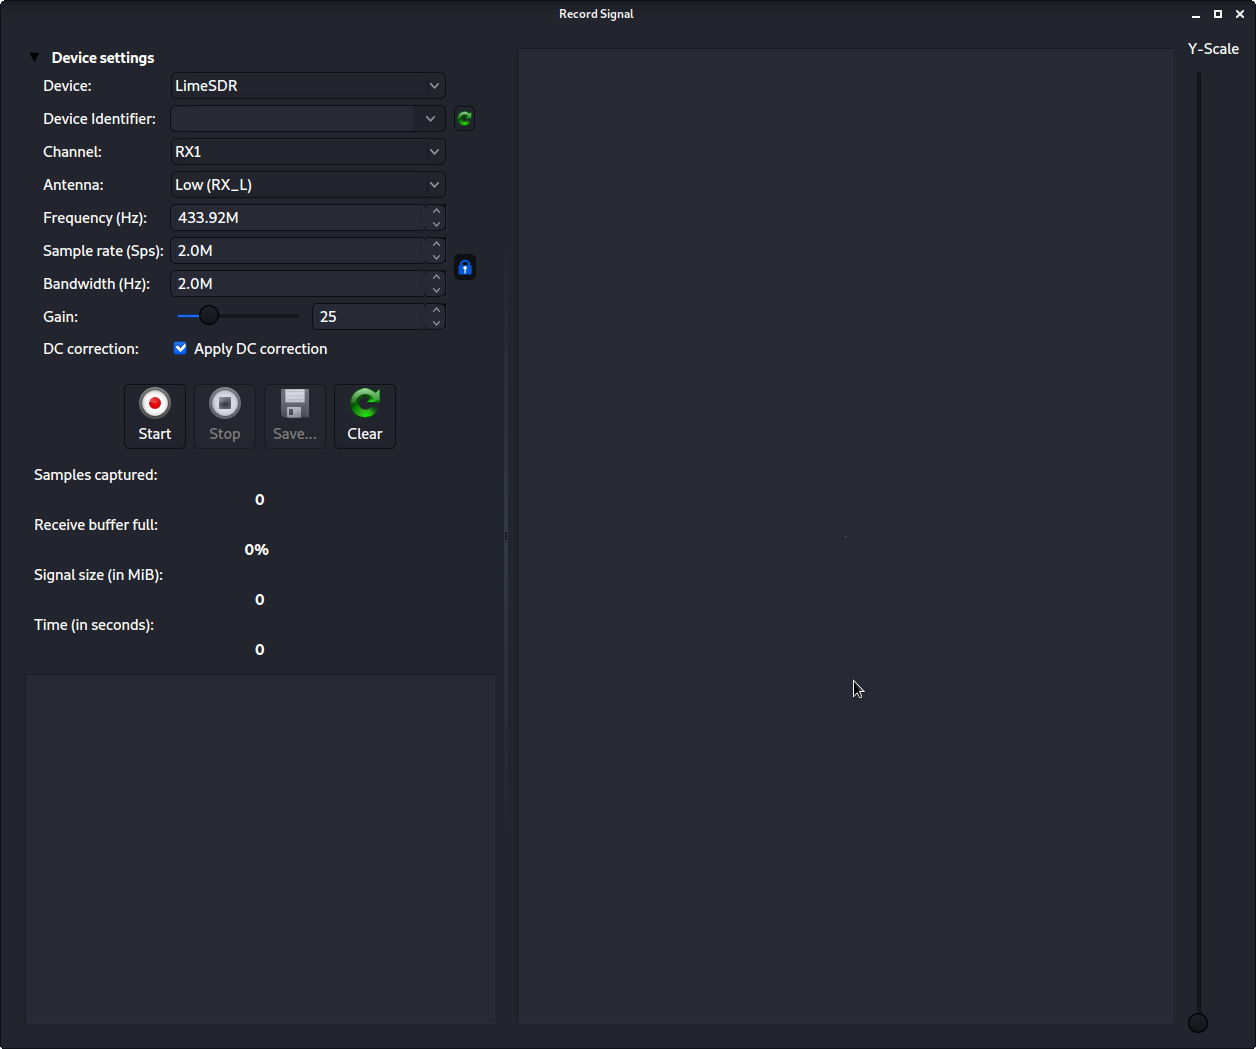 Record Signal
Device settings
Device: LimeSDR
Device Identifier:
Channel: RX1
Antenna: Low (RX_L)
Frequency (Hz): 433.92M
Sample rate (Sps): 2.0M
Bandwidth (Hz): 2.0M
Gain: 25
DC correction: Apply DC correction
Start Stop Save... Clear
Samples captured:
0
Receive buffer full:
0%
Signal size (in MiB):
0
Time (in seconds):
0
Y-Scale